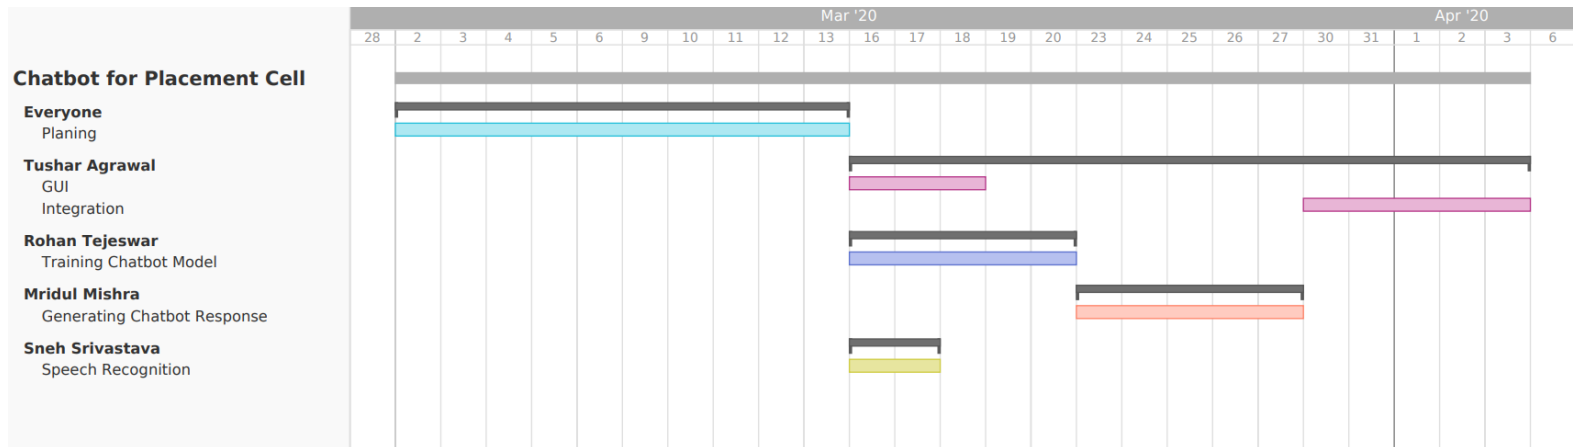 Mar '20 Apr '20
28 2 3 4 5 6 9 10 11 12 13 16 17 18 19 20 23 24 25 26 27 30 31 1 2 3 6
Chatbot for Placement Cell
Everyone
Planing
Tushar Agrawal
GUI
Integration
Rohan Tejeswar
Training Chatbot Model
Mridul Mishra
Generating Chatbot Response
Sneh Srivastava
Speech Recognition